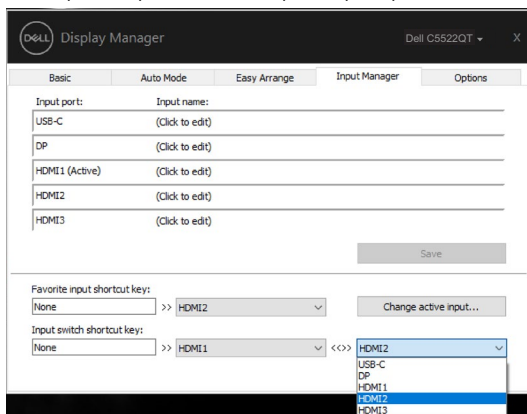 DELL Display Manager Dell C5522QT X
Basic Auto Mode Easy Arrange Input Manager Options
Input port: Input name:
USB-C (Click to edit)
DP (Click to edit)
HDMI1 (Active) (Click to edit)
HDMI2 (Click to edit)
HDMI3 (Click to edit)
Save
Favorite input shortcut key:
None >> HDMI2 Change active input...
Input switch shortcut key:
None >> HDMI1 <<>> HDMI2
USB-C
DP
HDMI1
HDMI2
HDMI3